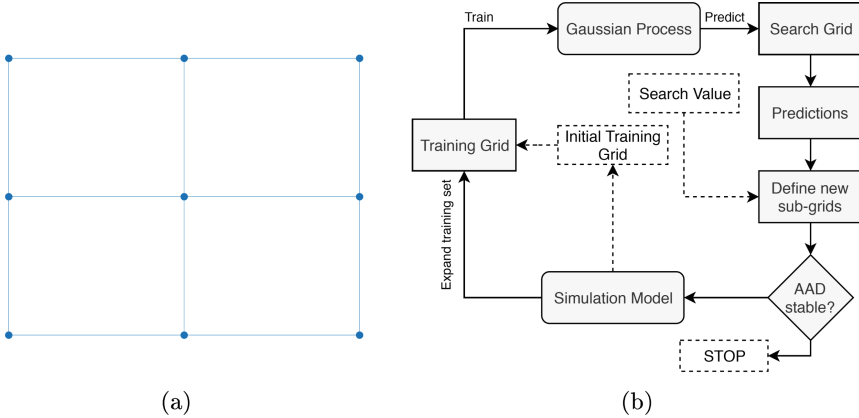 Train
Gaussian Process
Predict
Search Grid
Search Value
Predictions
Training Grid
Initial Training
Grid
Define new
sub-grids
Expand training set
Simulation Model
AAD
stable?
STOP
(a)
(b)